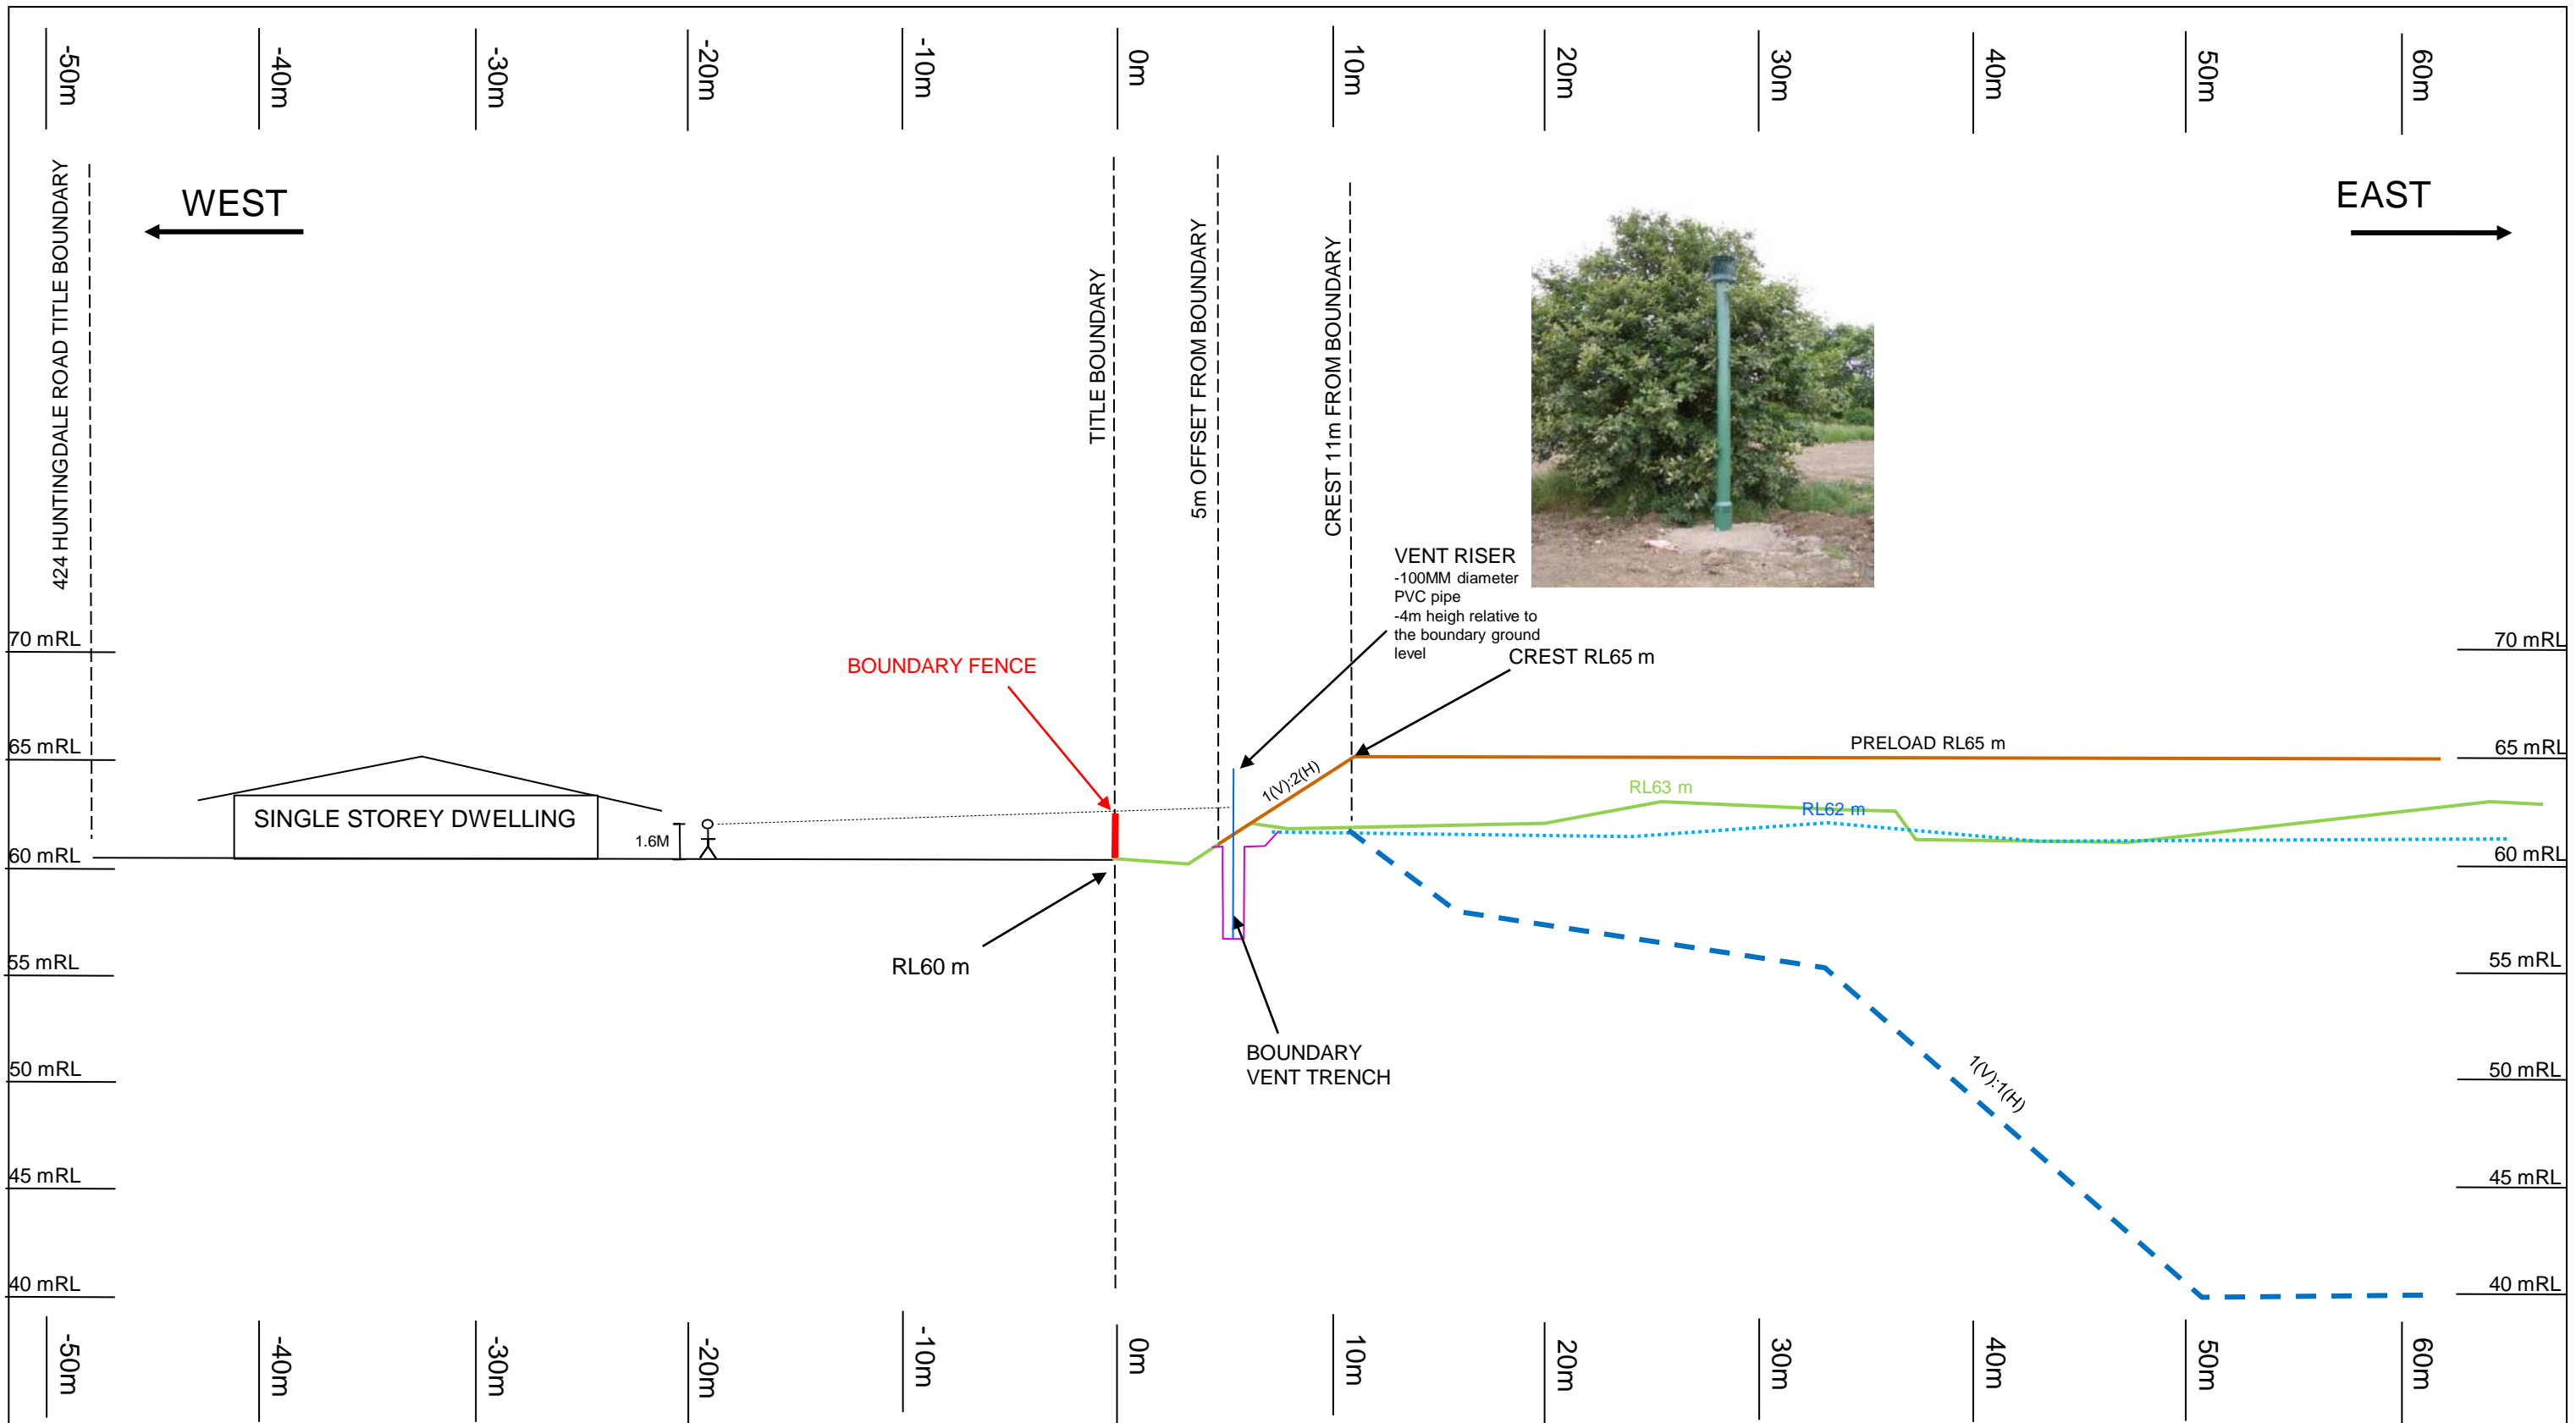 -50m
-40m
-30m
-20m
-10m
0m
10m
20m
30m
40m
50m
60m
WEST
EAST
424 HUNTINGDALE ROAD TITLE BOUNDARY
TITLE BOUNDARY
5m OFFSET FROM BOUNDARY
CREST 11m FROM BOUNDARY
VENT RISER
-100MM diameter
PVC pipe
-4m heigh relative to
the boundary ground
level
CREST RL65 m
BOUNDARY FENCE
70 mRL
70 mRL
65 mRL
PRELOAD RL65 m
65 mRL
1(V):2(H)
RL63 m
RL62 m
SINGLE STOREY DWELLING
1.6M
60 mRL
60 mRL
RL60 m
55 mRL
55 mRL
BOUNDARY
VENT TRENCH
50 mRL
50 mRL
1(V):1(H)
45 mRL
45 mRL
40 mRL
40 mRL
-50m
-40m
-30m
-20m
-10m
0m
10m
20m
30m
40m
50m
60m